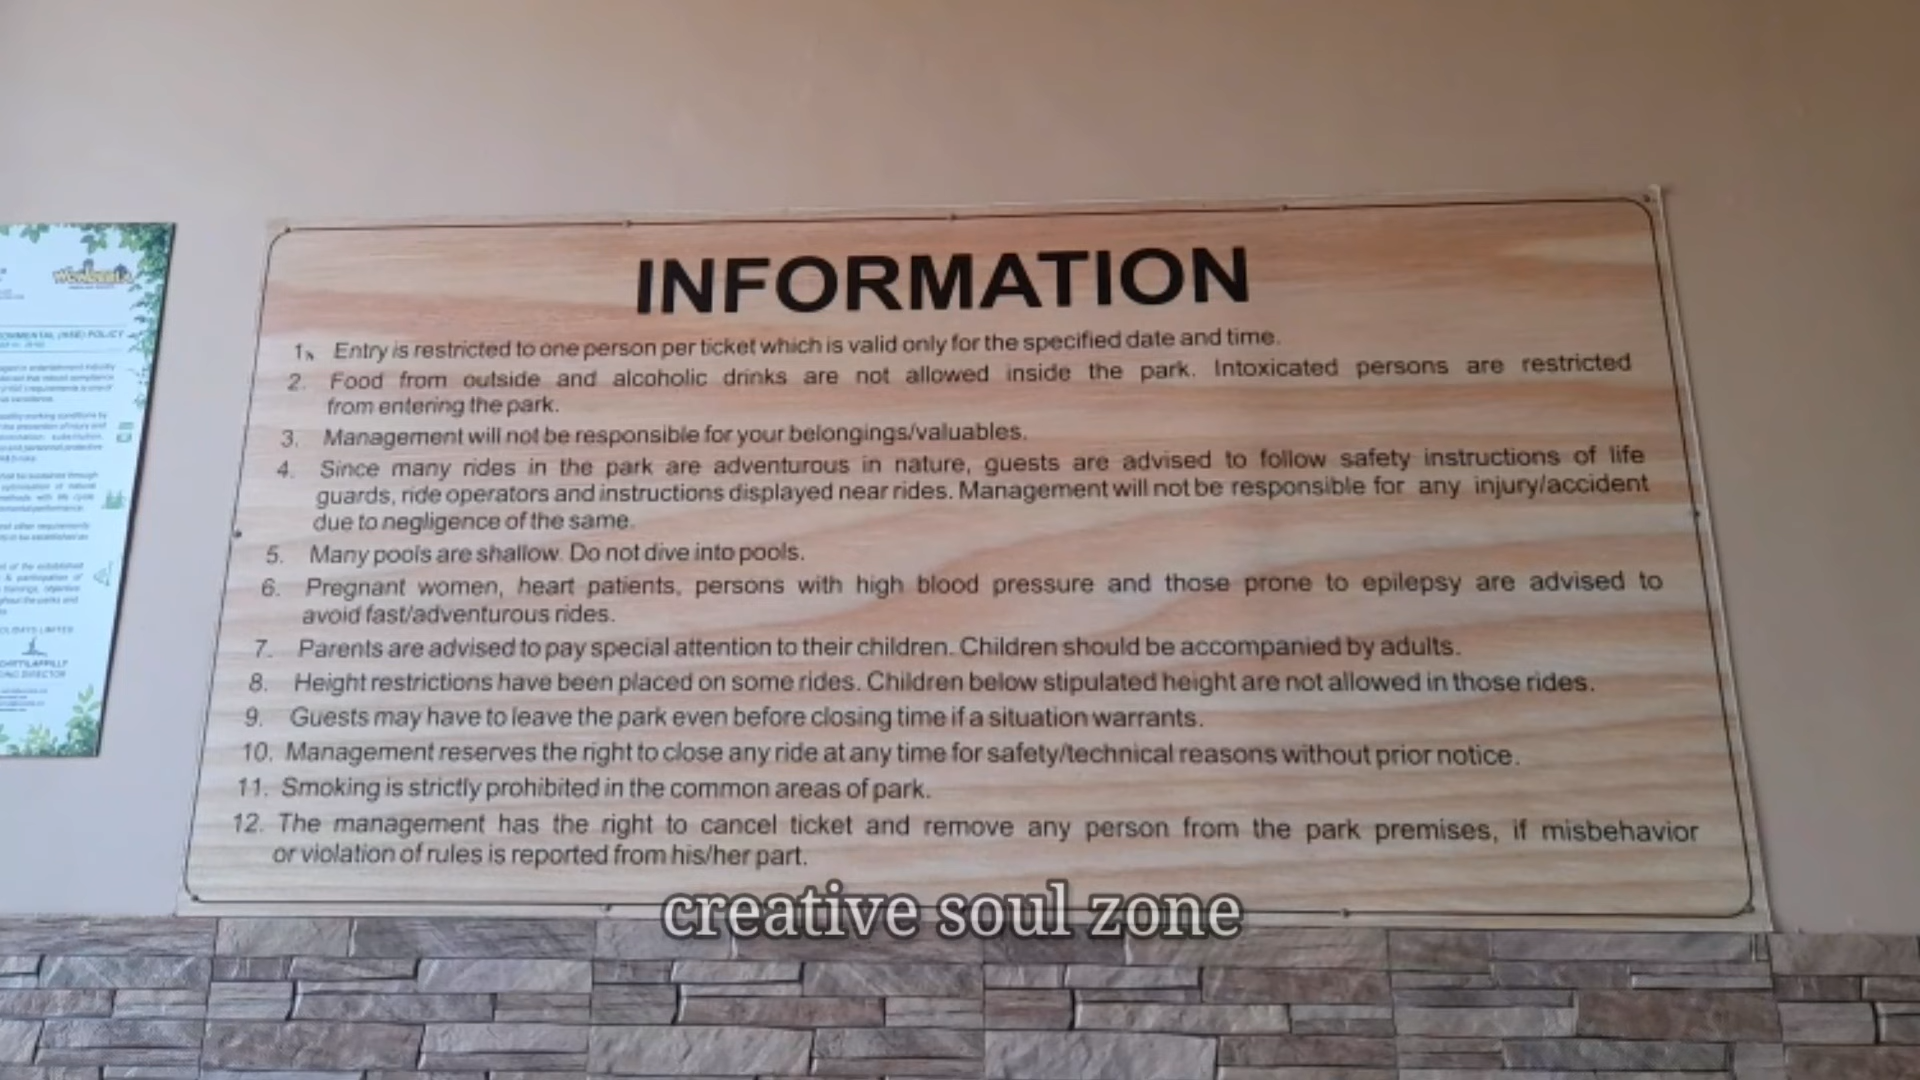 INFORMATION
1. Entry is restricted to one person per ticket which is valid only for the specified date and time.
2. Food from outside and alcoholic drinks are not allowed inside the park. Intoxicated persons are restricted
from entering the park.
3. Management will not be responsible for your belongings/valuables.
4. Since many rides in the park are adventurous in nature, guests are advised to follow safety instructions of life
guards, ride operators and instructions displayed near rides. Management will not be responsible for any injury/accident
due to negligence of the same.
5. Many pools are shallow. Do not dive into pools.
6. Pregnant women, heart patients, persons with high blood pressure and those prone to epilepsy are advised to
avoid fast/adventurous rides.
7. Parents are advised to pay special attention to their children. Children should be accompanied by adults.
8. Height restrictions have been placed on some rides. Children below stipulated height are not allowed in those rides.
9. Guests may have to leave the park even before closing time if a situation warrants.
10. Management reserves the right to close any ride at any time for safety/technical reasons without prior notice.
11. Smoking is strictly prohibited in the common areas of park.
12. The management has the right to cancel ticket and remove any person from the park premises, if misbehavior
or violation of rules is reported from his/her part.
creative soul zone